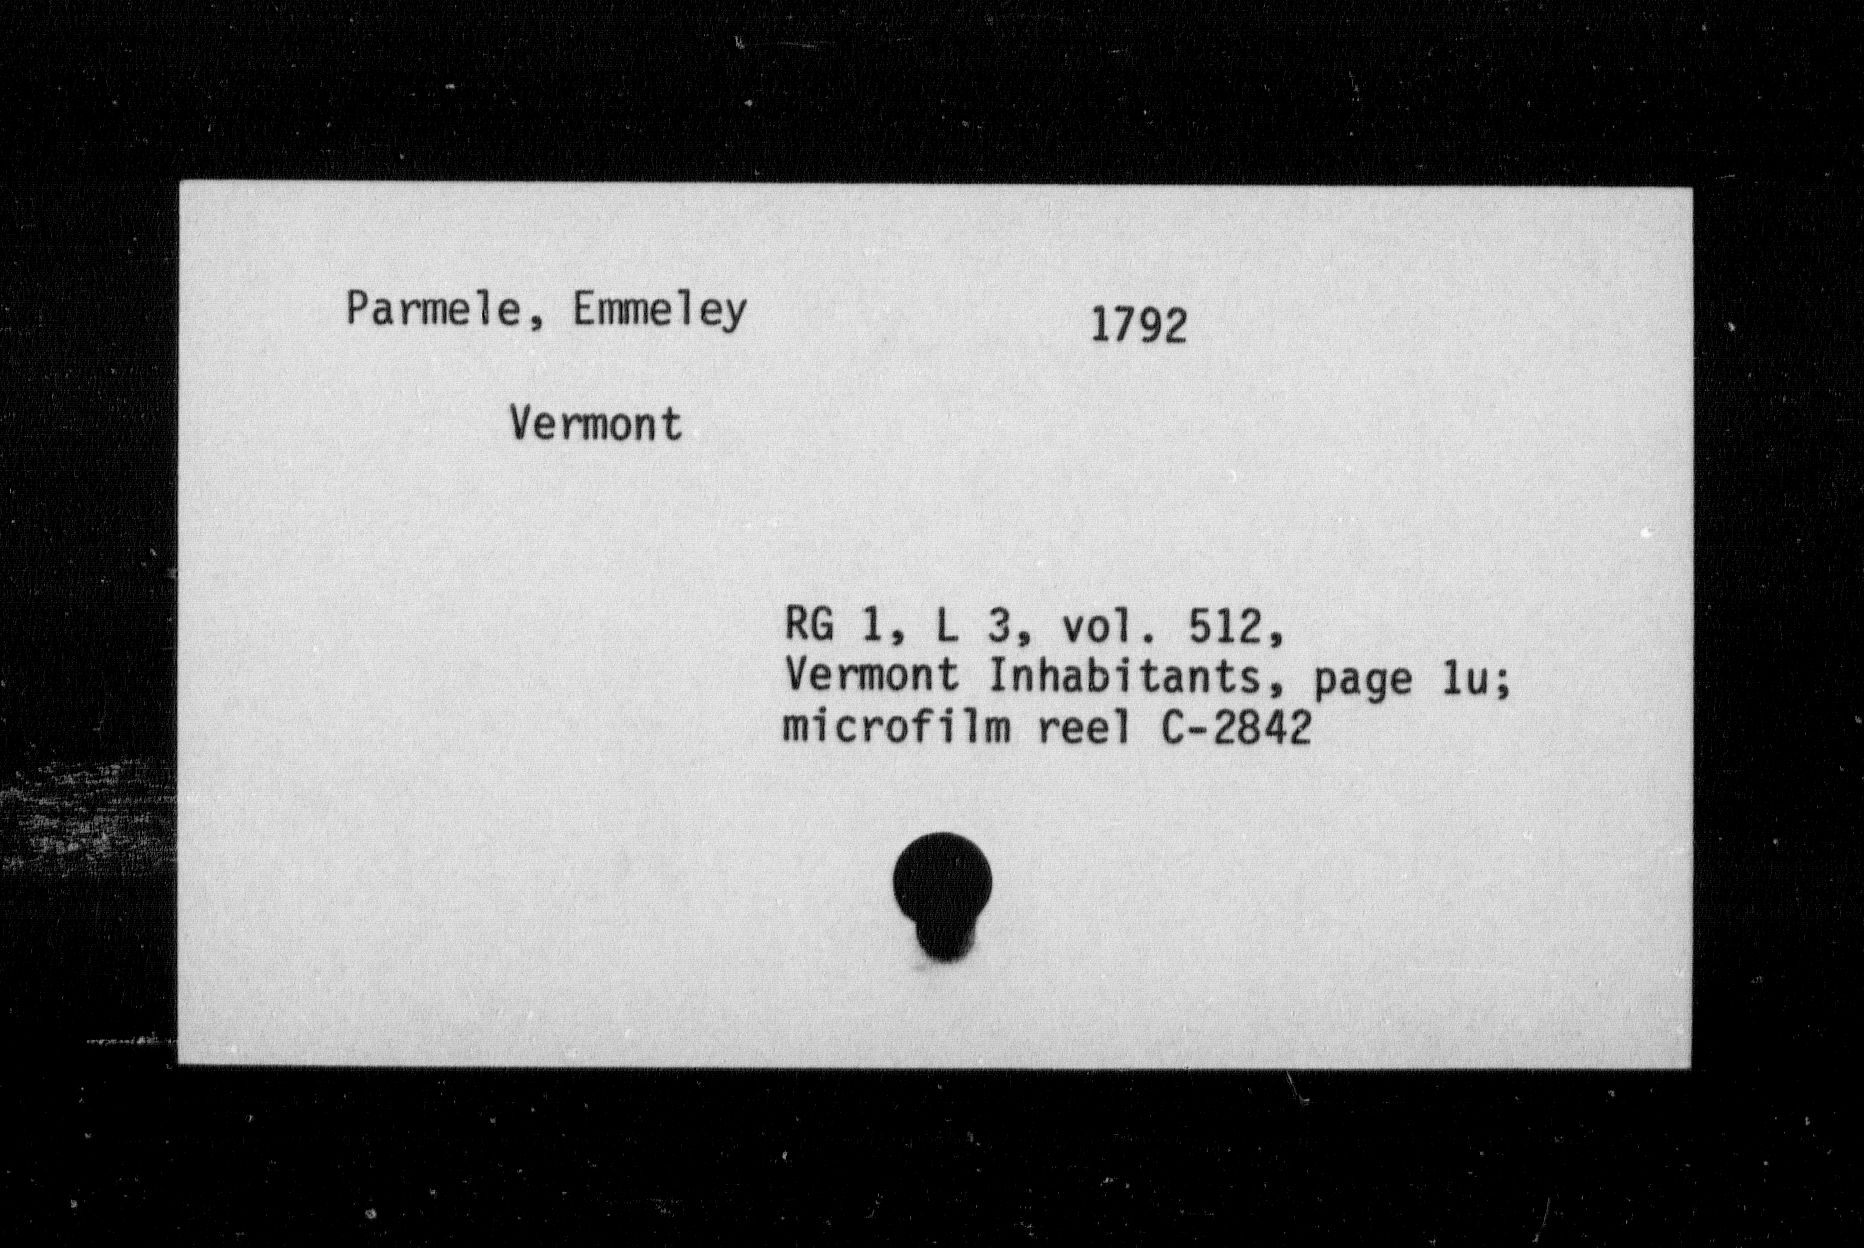 Parmele, Emmeley 1792
Vermont
RG 1, L 3, vol. 512,
Vermont Inhabitants, page 1u;
microfilm reel C-2842